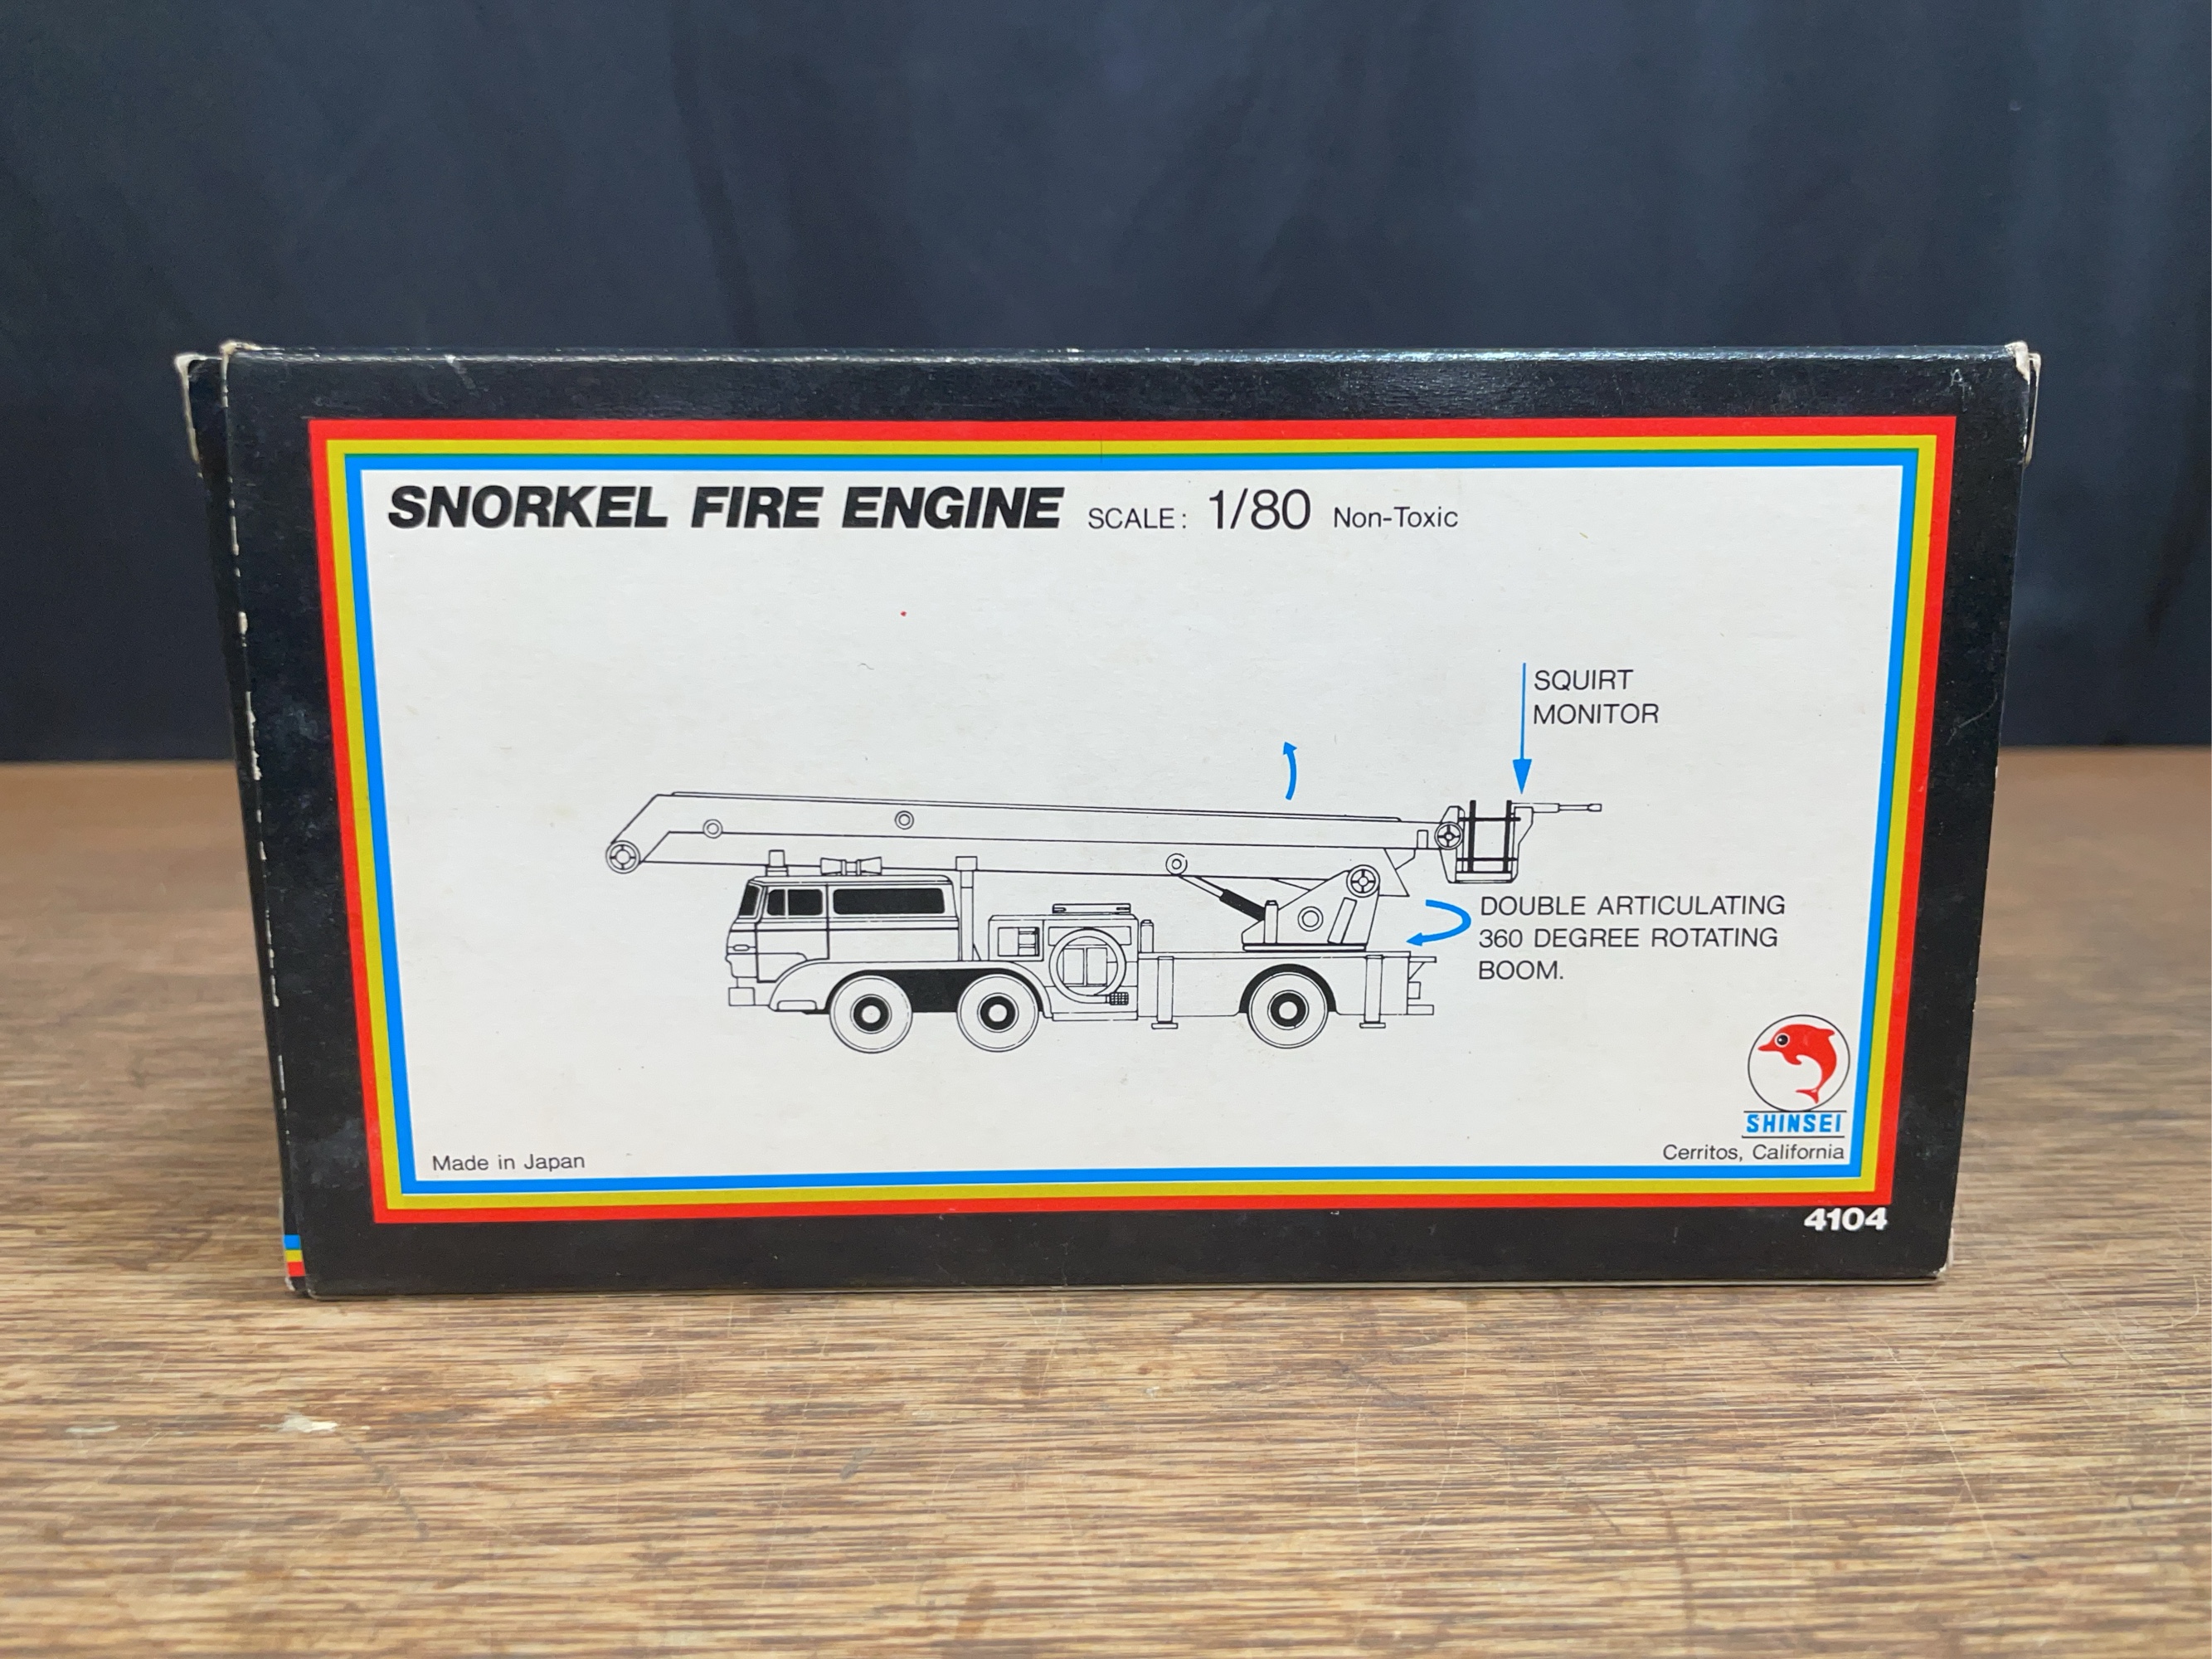 SNORKEL FIRE ENGINE SCALE: 1/80 Non-Toxic
SQUIRT
MONITOR
DOUBLE ARTICULATING
360 DEGREE ROTATING
BOOM.
SHINSEI
Made in Japan
Cerritos, California
4104